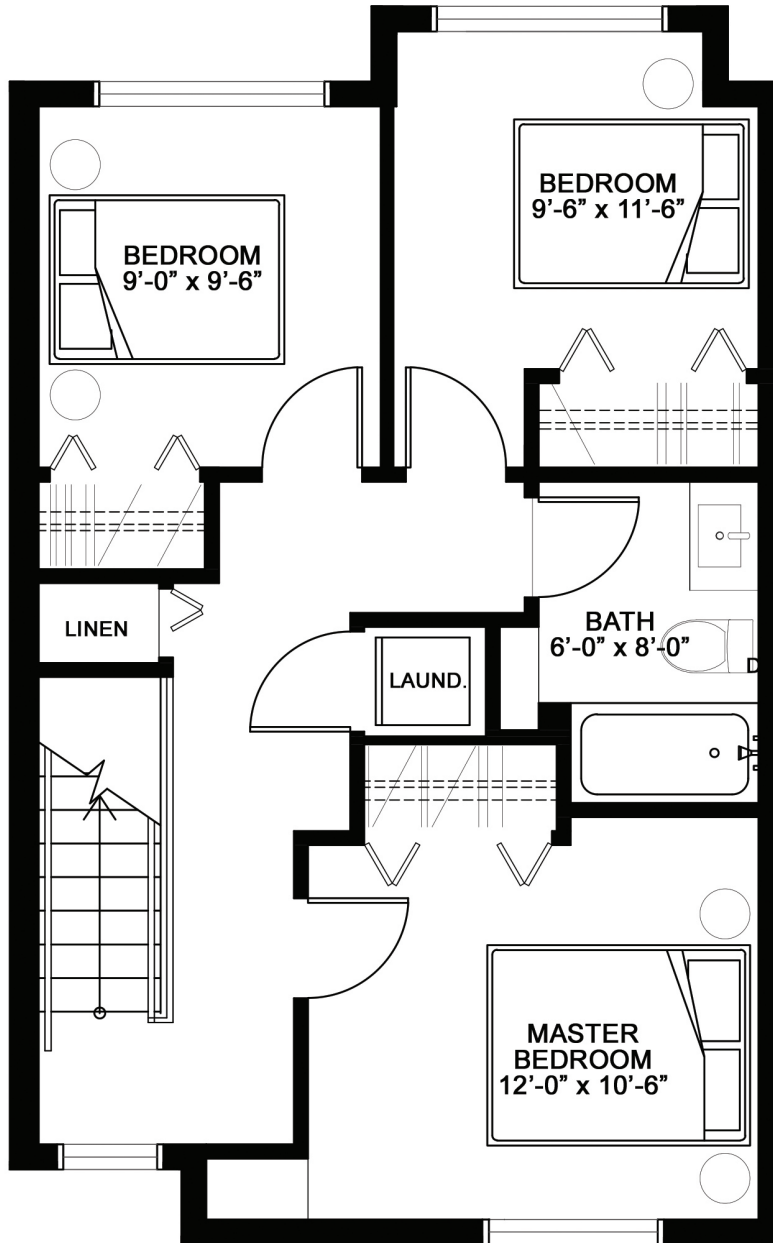 BEDROOM
9’-6” x 11’-6”
BEDROOM
9’-0” x 9’-6”
LINEN
BATH
6’-0” x 8’-0”
LAUND.
MASTER
BEDROOM
12’-0” x 10’-6”